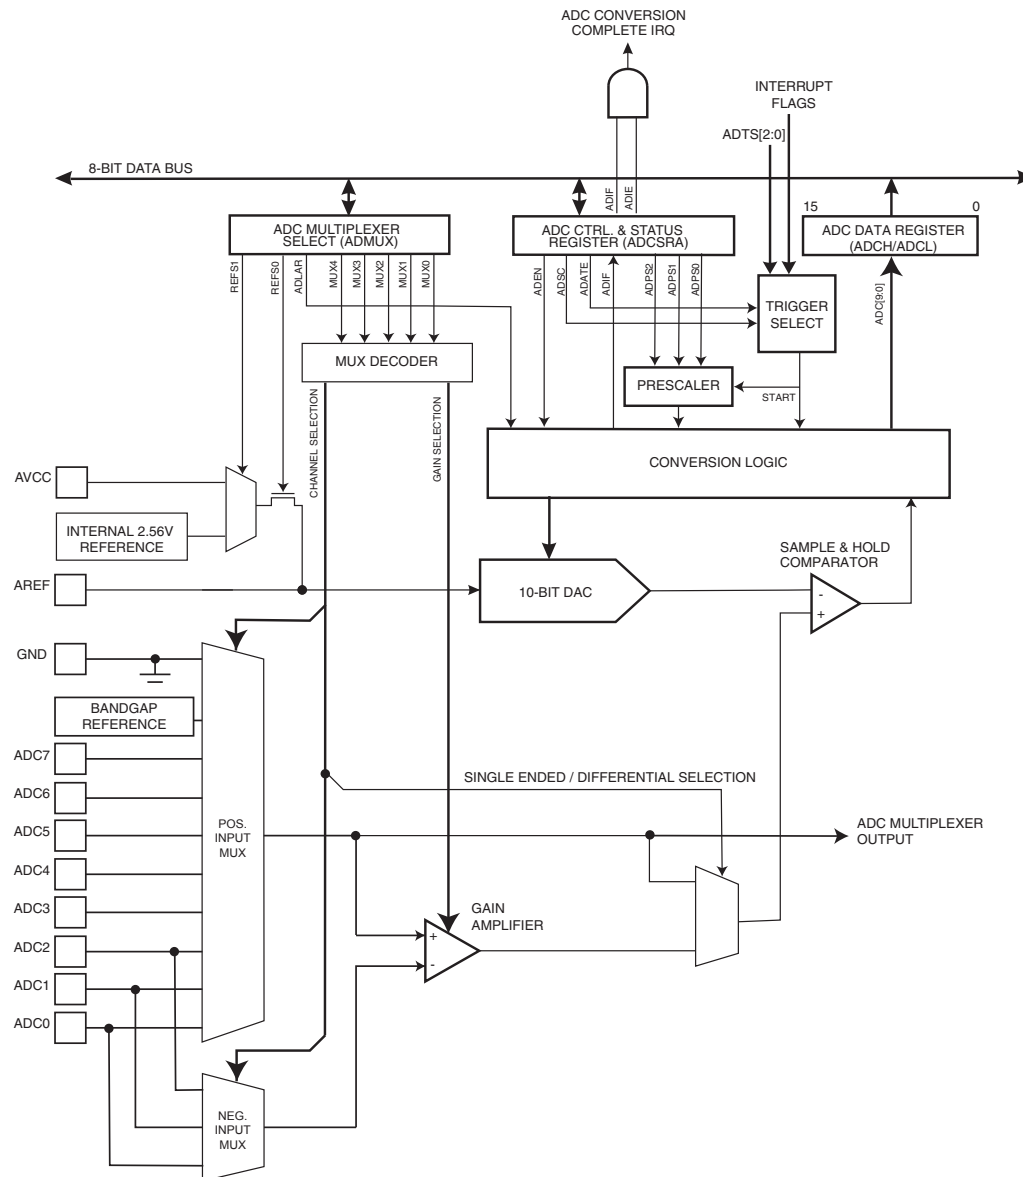 ADC CONVERSION
COMPLETE IRQ
INTERRUPT
FLAGS
ADTS[2:0]
8-BIT DATA BUS
ADIF
ADIE
15
0
ADC MULTIPLEXER
SELECT (ADMUX)
ADC CTRL. & STATUS
REGISTER (ADCSRA)
ADC DATA REGISTER
(ADCH/ADCL)
REFS1
REFS0
ADLAR
MUX4
MUX3
MUX2
MUX1
MUX0
ADEN
ADSC
ADATE
ADIF
ADPS2
ADPS1
ADPS0
ADC[9:0]
TRIGGER
SELECT
MUX DECODER
PRESCALER
START
CHANNEL SELECTION
GAIN SELECTION
CONVERSION LOGIC
AVCC
INTERNAL 2.56V
REFERENCE
SAMPLE & HOLD
COMPARATOR
AREF
10-BIT DAC
-
+
GND
BANDGAP
REFERENCE
ADC7
ADC6
ADC5
ADC4
ADC3
ADC2
ADC1
ADC0
POS.
INPUT
MUX
SINGLE ENDED / DIFFERENTIAL SELECTION
ADC MULTIPLEXER
OUTPUT
GAIN
AMPLIFIER
+
-
NEG.
INPUT
MUX